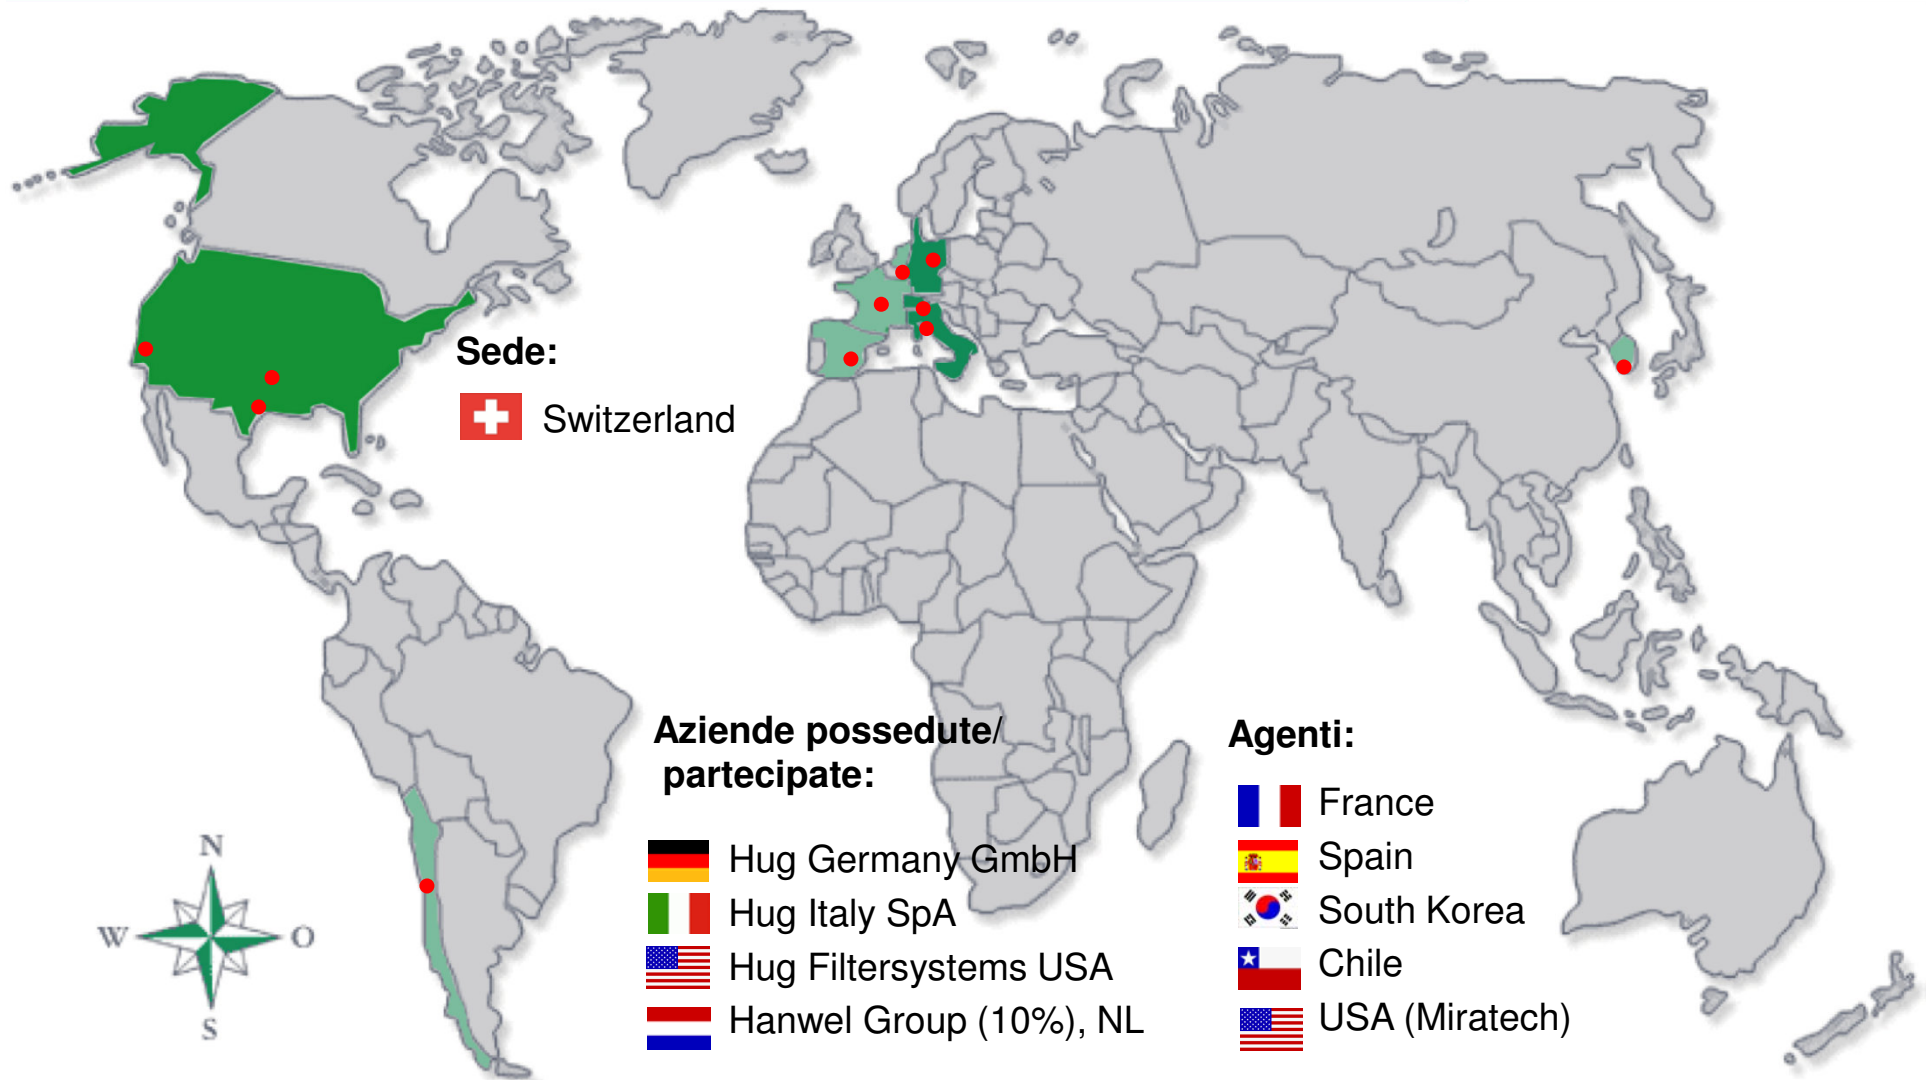 Sede:
Switzerland
Aziende possedute/
partecipate:
Hug Germany GmbH
Hug Italy SpA
Hug Filtersystems USA
Hanwel Group (10%), NL
Agenti:
France
Spain
South Korea
Chile
USA (Miratech)
N
W
O
S